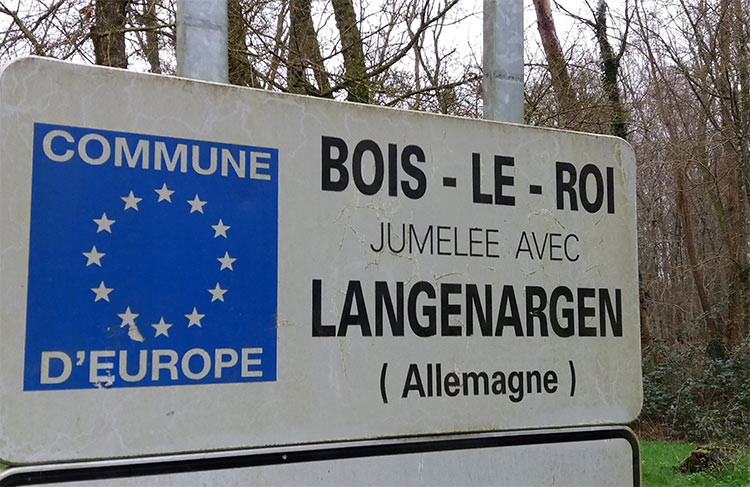 COMMUNE
D'EUROPE
BOIS - LE - ROI
JUMELEE AVEC
LANGENARGEN
( Allemagne )